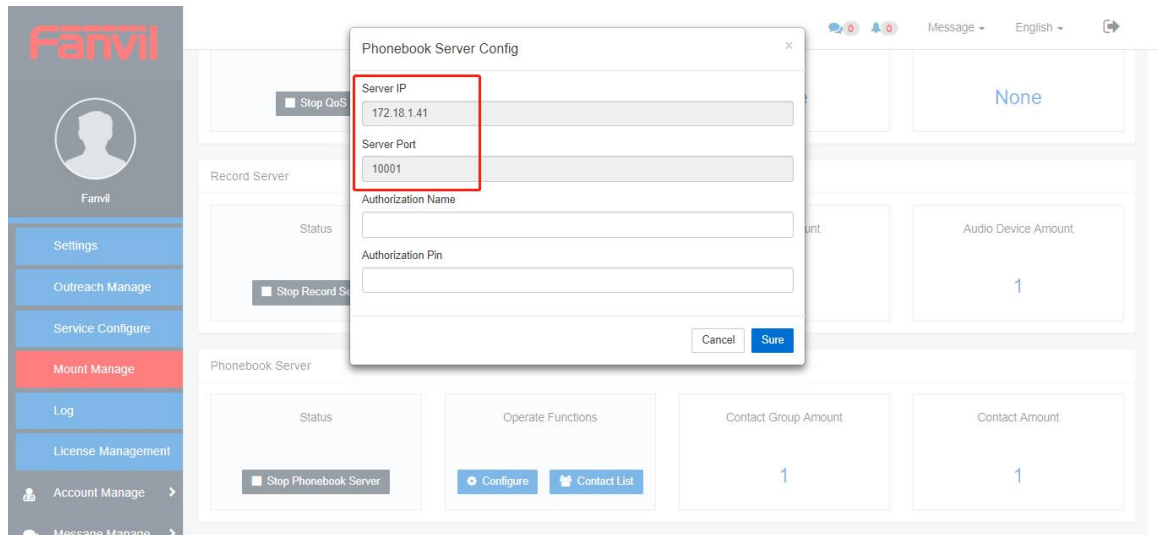 Fanvil
Fanvil
Settings
Outreach Manage
Service Configure
Mount Manage
Log
License Management
Account Manage
Message Manage
0
0
Message
English
Phonebook Server Config
×
Server IP
172.18.1.41
Server Port
10001
Authorization Name
Authorization Pin
Cancel
Sure
Stop QoS
None
Record Server
Status
Stop Record Se
unt
Audio Device Amount
1
Phonebook Server
Status
Operate Functions
Contact Group Amount
Contact Amount
Stop Phonebook Server
Configure
Contact List
1
1